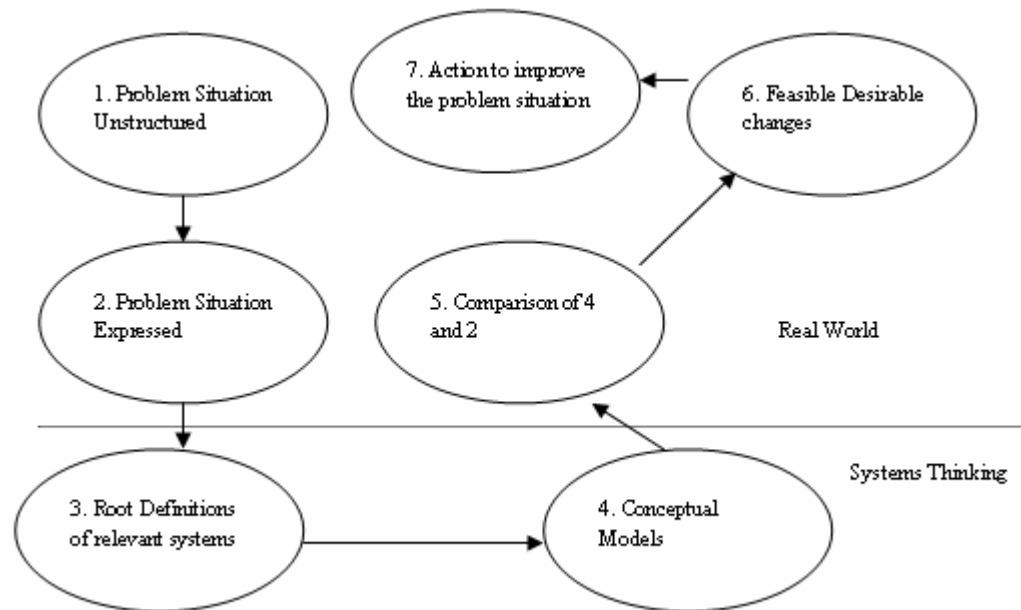 1. Problem Situation
Unstructured
2. Problem Situation
Expressed
3. Root Definitions
of relevant systems
4. Conceptual
Models
5. Comparison of 4
and 2
6. Feasible Desirable
changes
7. Action to improve
the problem situation
Real World
Systems Thinking